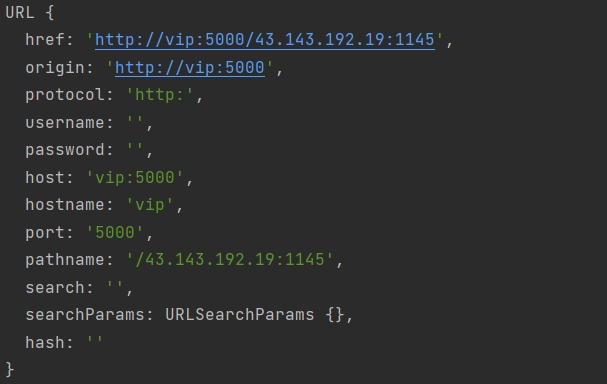 URL {
  href: 'http://vip:5000/43.143.192.19:1145',
  origin: 'http://vip:5000',
  protocol: 'http:',
  username: '',
  password: '',
  host: 'vip:5000',
  hostname: 'vip',
  port: '5000',
  pathname: '/43.143.192.19:1145',
  search: '',
  searchParams: URLSearchParams {},
  hash: ''
}